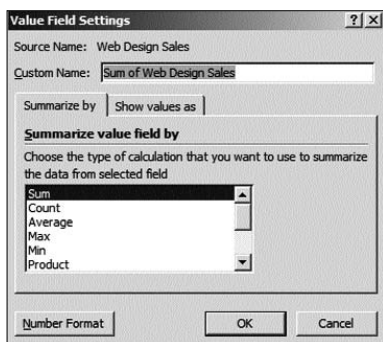 Value Field Settings
Source Name: Web Design Sales
Custom Name: Sum of Web Design Sales
Summarize by Show values as
Summarize value field by
Choose the type of calculation that you want to use to summarize
the data from selected field
Sum
Count
Average
Max
Min
Product
Number Format OK Cancel